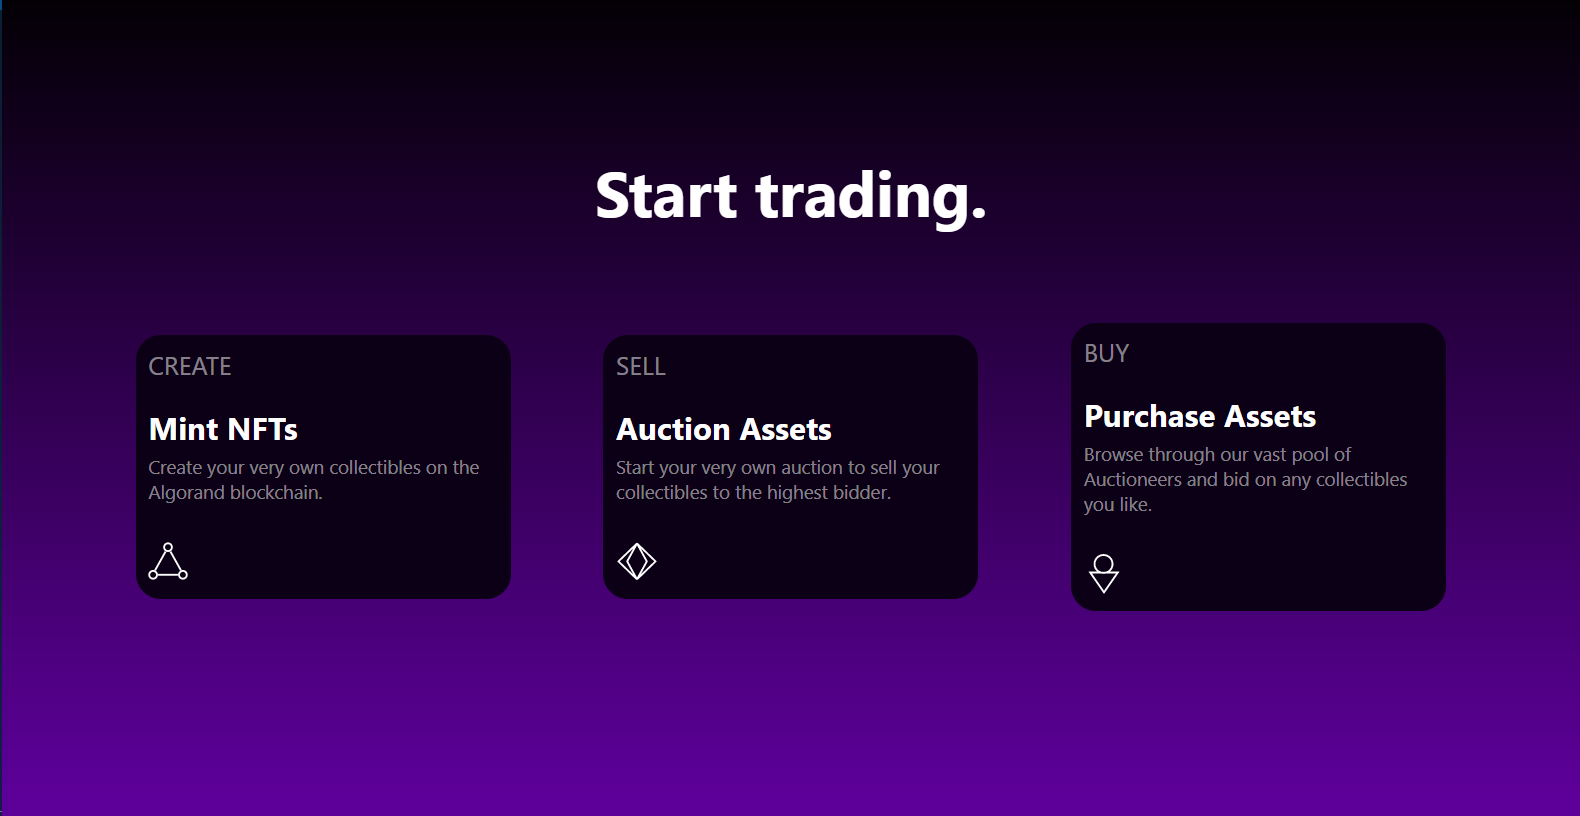 Start trading.
CREATE
Mint NFTs
Create your very own collectibles on the
Algorand blockchain.
SELL
Auction Assets
Start your very own auction to sell your
collectibles to the highest bidder.
BUY
Purchase Assets
Browse through our vast pool of
Auctioneers and bid on any collectibles
you like.